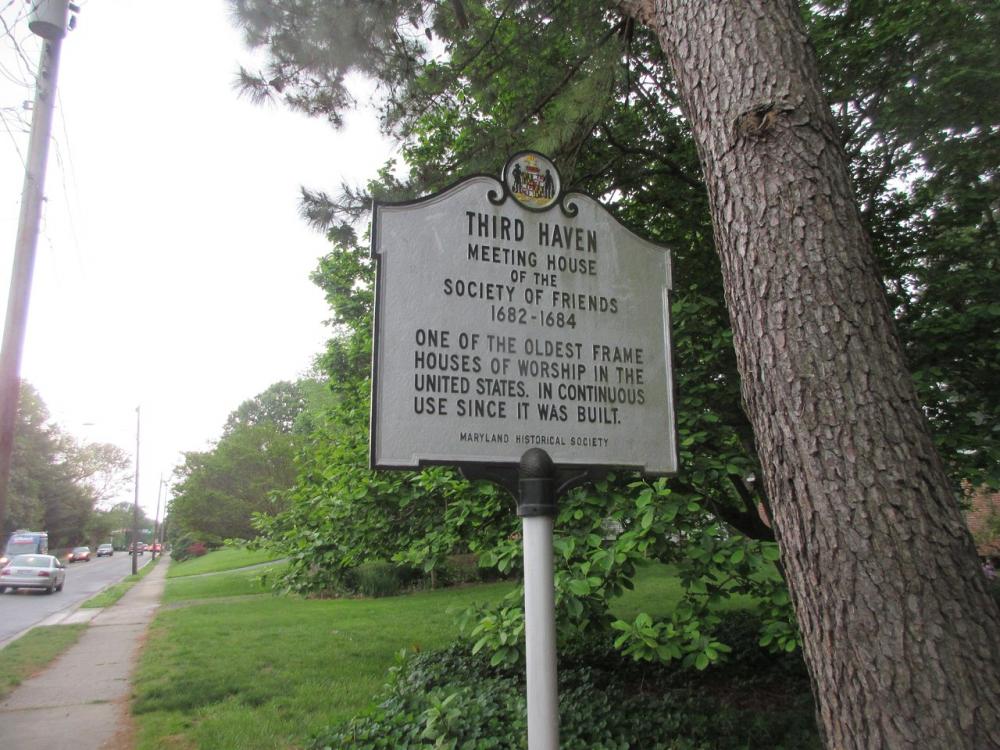 THIRD HAVEN
MEETING HOUSE
OF THE
SOCIETY OF FRIENDS
1682-1684
ONE OF THE OLDEST FRAME
HOUSES OF WORSHIP IN THE
UNITED STATES. IN CONTINUOUS
USE SINCE IT WAS BUILT.
MARYLAND HISTORICAL SOCIETY